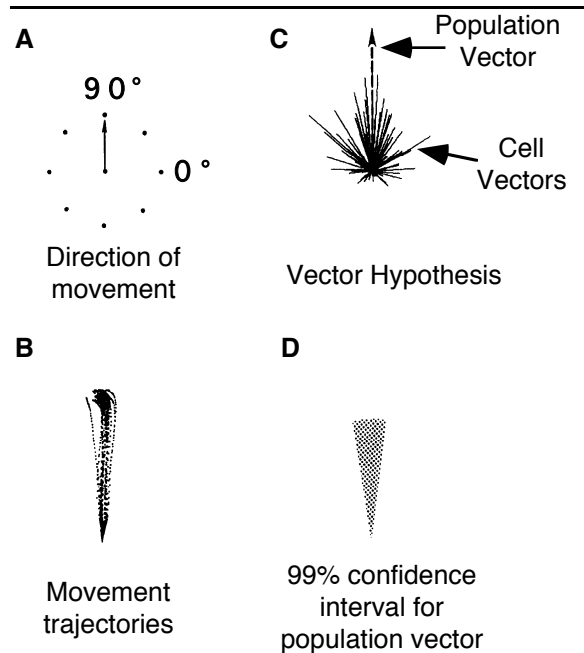 A
90°
0°
Direction of
movement
C
Population
Vector
Cell
Vectors
Vector Hypothesis
B
Movement
trajectories
D
99% confidence
interval for
population vector